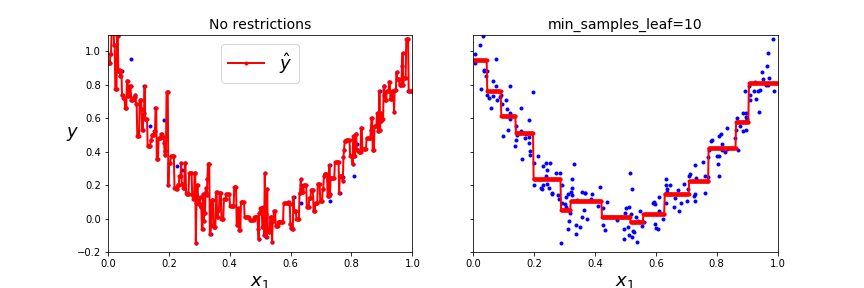 No restrictions
ŷ
y
1.0
0.8
0.6
0.4
0.2
0.0
−0.2
0.0 0.2 0.4 0.6 0.8 1.0
x₁
min_samples_leaf=10
0.0 0.2 0.4 0.6 0.8 1.0
x₁